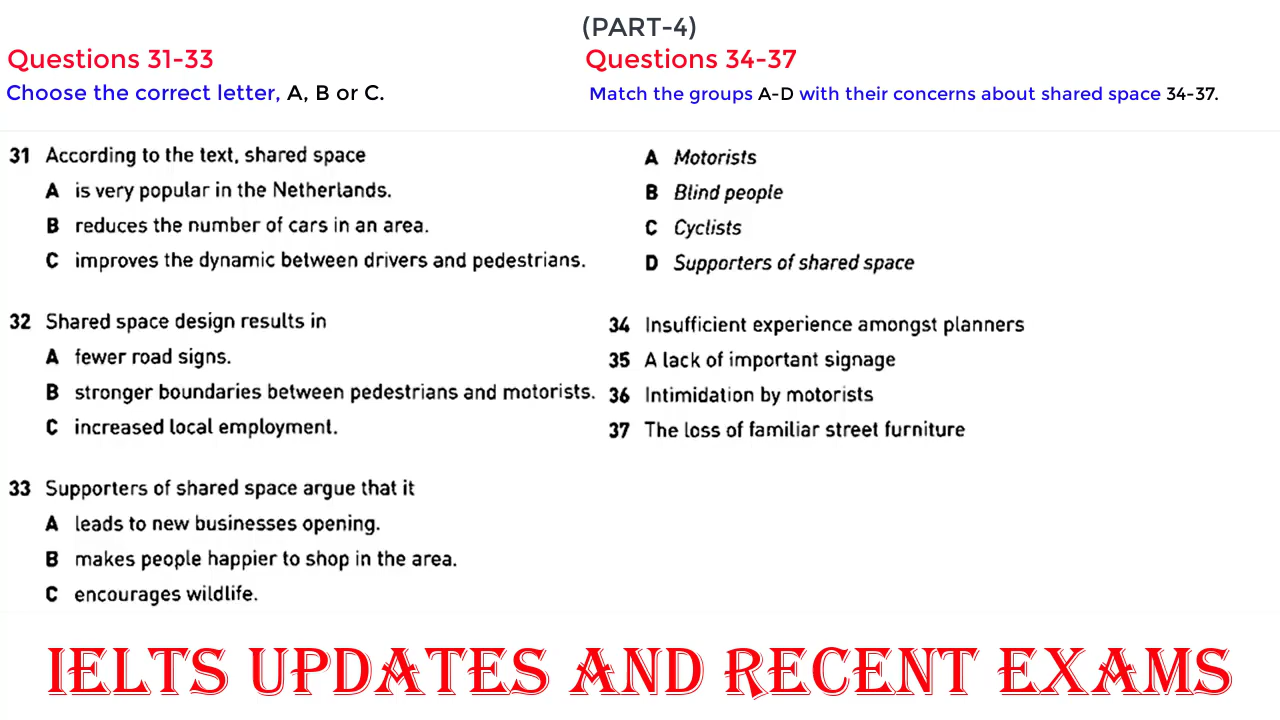 (PART-4)
Questions 31-33
Choose the correct letter, A, B or C.
31 According to the text, shared space
A is very popular in the Netherlands.
B reduces the number of cars in an area.
C improves the dynamic between drivers and pedestrians.
32 Shared space design results in
A fewer road signs.
B stronger boundaries between pedestrians and motorists.
C increased local employment.
33 Supporters of shared space argue that it
A leads to new businesses opening.
B makes people happier to shop in the area.
C encourages wildlife.
Questions 34-37
Match the groups A-D with their concerns about shared space 34-37.
A Motorists
B Blind people
C Cyclists
D Supporters of shared space
34 Insufficient experience amongst planners
35 A lack of important signage
36 Intimidation by motorists
37 The loss of familiar street furniture
IELTS UPDATES AND RECENT EXAMS